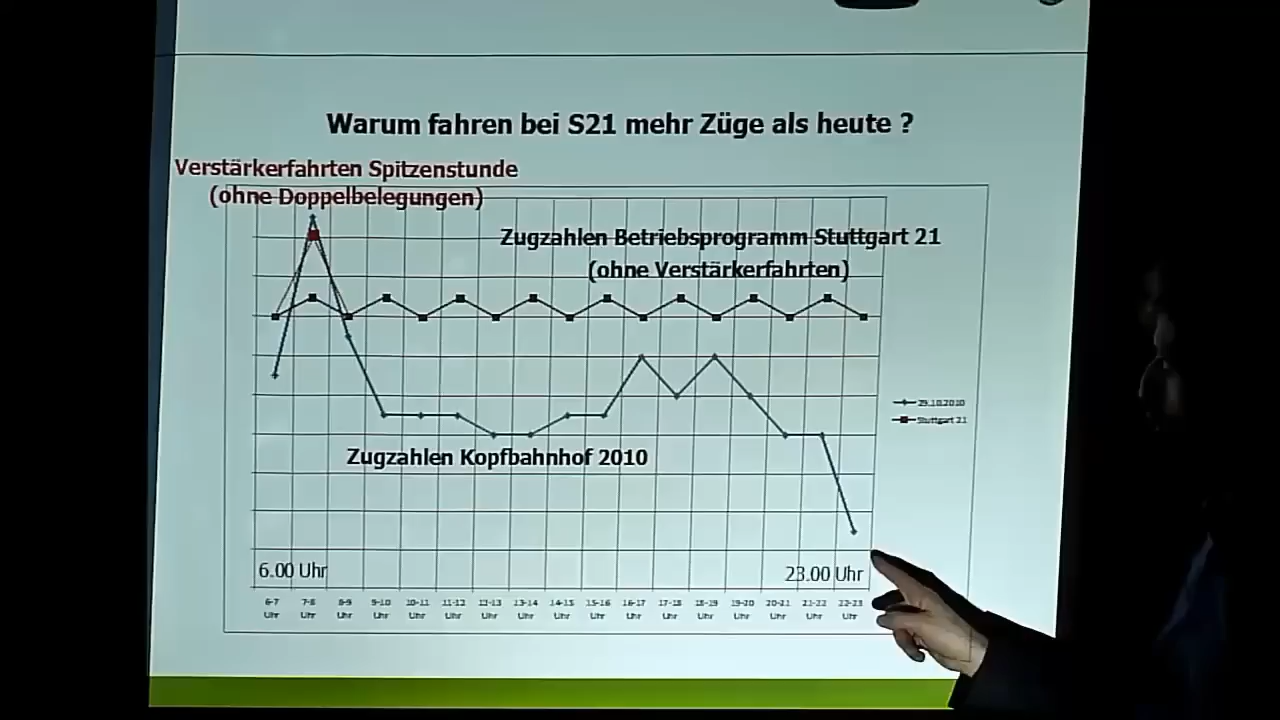 Warum fahren bei S21 mehr Züge als heute ?
Verstärkerfahrten Spitzenstunde
(ohne Doppelbelegungen)
Zugzahlen Betriebsprogramm Stuttgart 21
(ohne Verstärkerfahrten)
29.10.2010
Stuttgart 21
Zugzahlen Kopfbahnhof 2010
6.00 Uhr
23.00 Uhr
6-7 7-8 8-9 9-10 10-11 11-12 12-13 13-14 14-15 15-16 16-17 17-18 18-19 19-20 20-21 21-22 22-23
Uhr Uhr Uhr Uhr Uhr Uhr Uhr Uhr Uhr Uhr Uhr Uhr Uhr Uhr Uhr Uhr Uhr